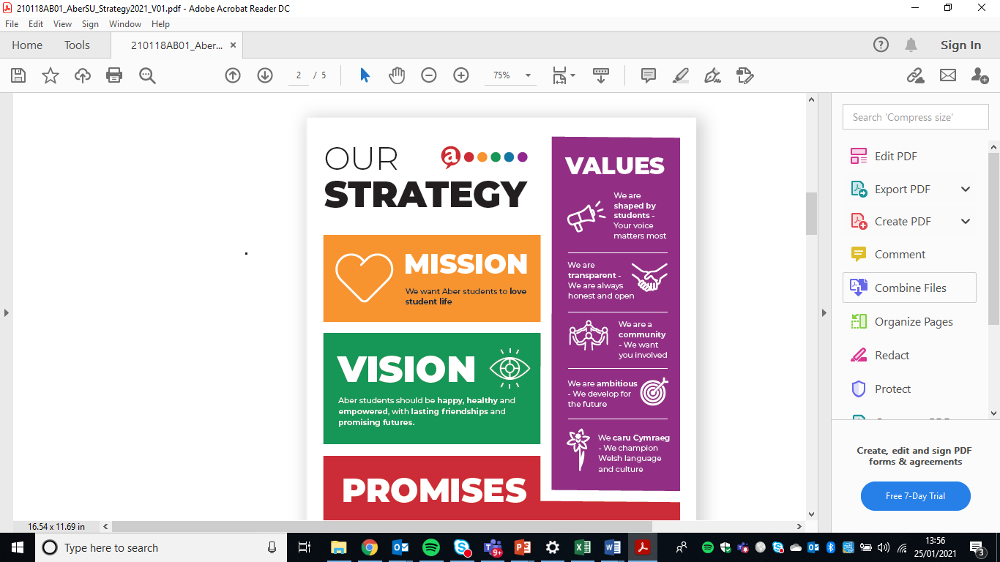 210118AB01_AberSU_Strategy2021_V01.pdf - Adobe Acrobat Reader DC
File Edit View Sign Window Help
Home Tools 210118AB01_Aber... ×
Sign In
2 / 5
75%
OUR
STRATEGY
a
MISSION
We want Aber students to love
student life
VISION
Aber students should be happy, healthy and
empowered, with lasting friendships and
promising futures.
PROMISES
VALUES
We are
shaped by
students -
Your voice
matters most
We are
transparent -
We are always
honest and open
We are a
community
- We want
you involved
We are ambitious
- We develop for
the future
We caru Cymraeg
- We champion
Welsh language
and culture
Search 'Compress size'
Edit PDF
Export PDF
Create PDF
Comment
Combine Files
Organize Pages
Redact
Protect
Create, edit and sign PDF
forms & agreements
Free 7-Day Trial
16.54 x 11.69 in
Type here to search
9+
13:56
25/01/2021
3